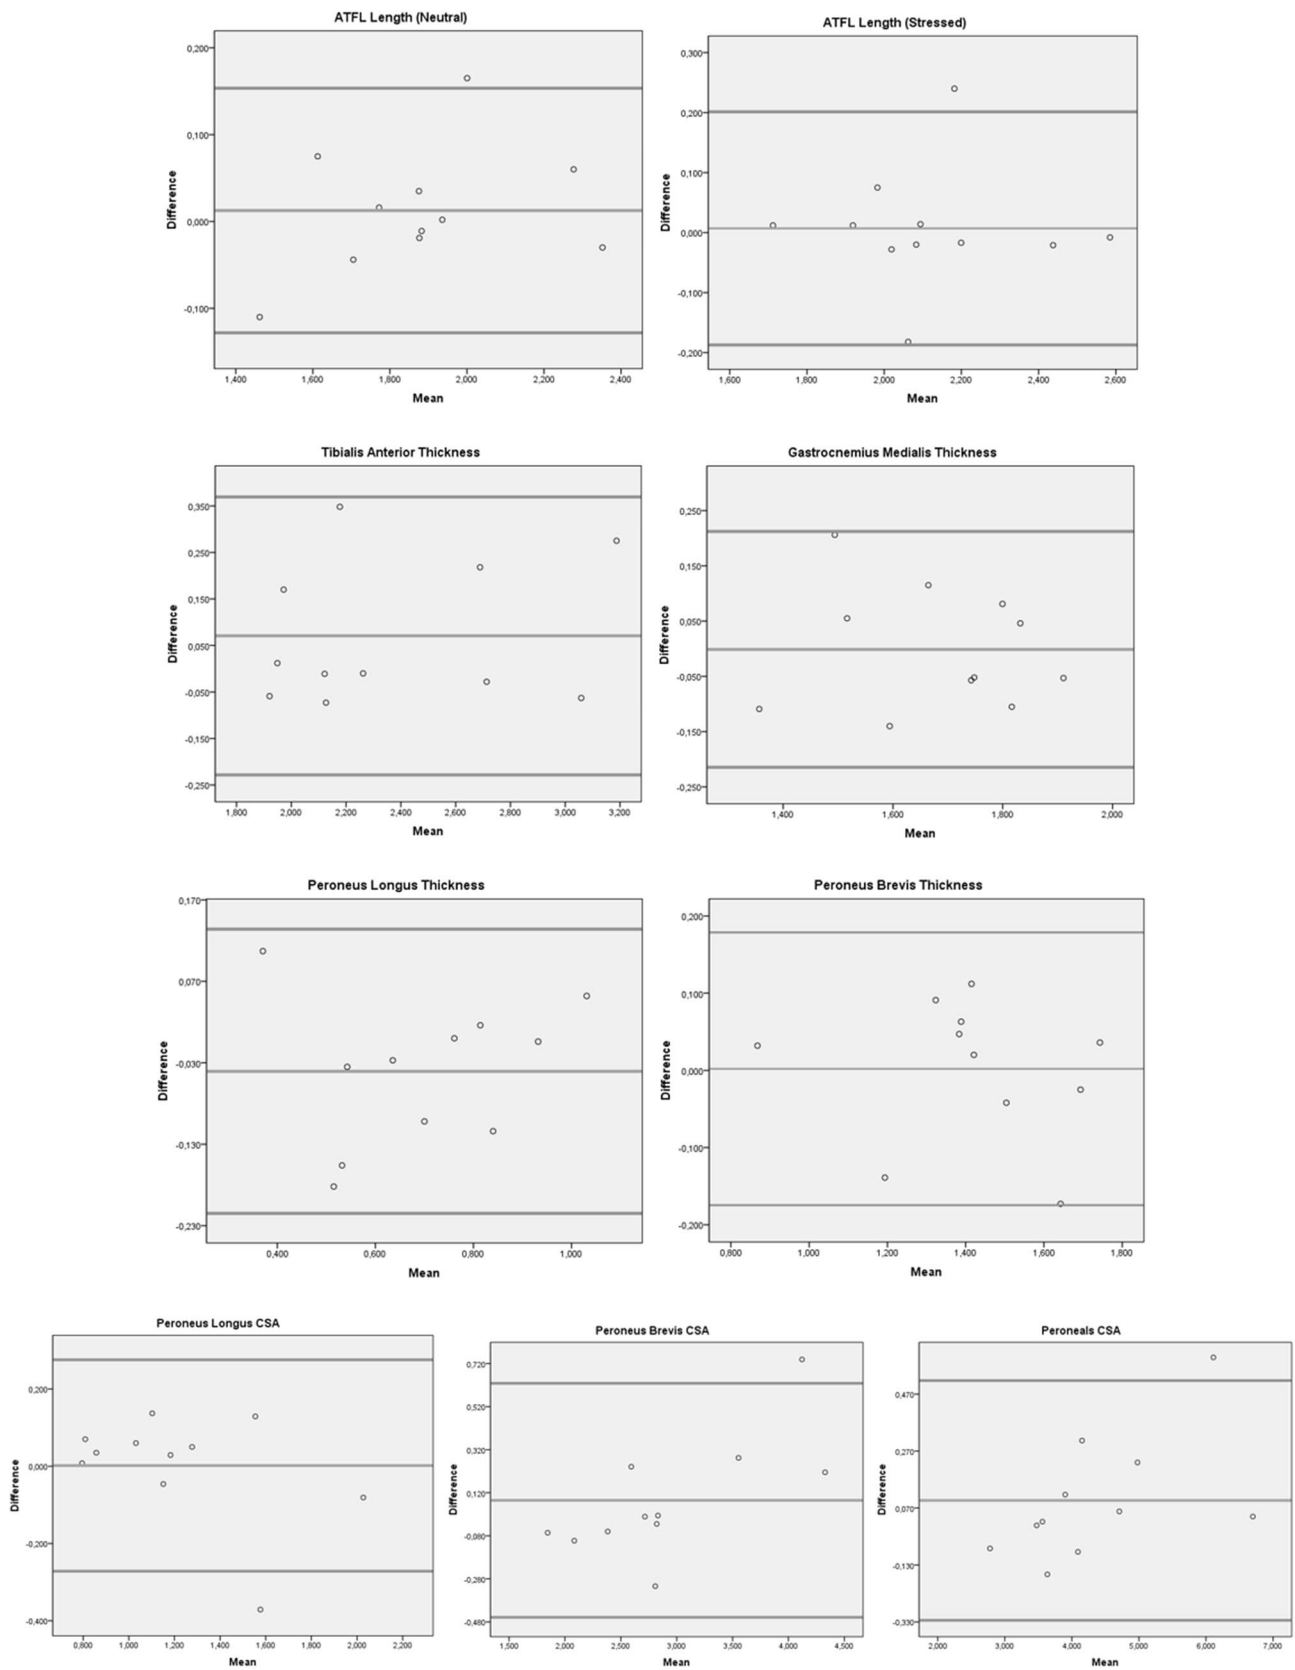 ATFL Length (Neutral)
0,200
0,100
0,000
-0,100
Difference
1,400 1,600 1,800 2,000 2,200 2,400
Mean
ATFL Length (Stressed)
0,300
0,200
0,100
0,000
-0,100
-0,200
Difference
1,600 1,800 2,000 2,200 2,400 2,600
Mean
Tibialis Anterior Thickness
0,350
0,250
0,150
0,050
-0,050
-0,150
-0,250
Difference
1,800 2,000 2,200 2,400 2,600 2,800 3,000 3,200
Mean
Gastrocnemius Medialis Thickness
0,250
0,150
0,050
-0,050
-0,150
-0,250
Difference
1,400 1,600 1,800 2,000
Mean
Peroneus Longus Thickness
0,170
0,070
-0,030
-0,130
-0,230
Difference
0,400 0,600 0,800 1,000
Mean
Peroneus Brevis Thickness
0,200
0,100
0,000
-0,100
-0,200
Difference
0,800 1,000 1,200 1,400 1,600 1,800
Mean
Peroneus Longus CSA
0,200
0,000
-0,200
-0,400
Difference
0,800 1,000 1,200 1,400 1,600 1,800 2,000 2,200
Mean
Peroneus Brevis CSA
0,720
0,520
0,320
0,120
-0,080
-0,280
-0,480
Difference
1,500 2,000 2,500 3,000 3,500 4,000 4,500
Mean
Peroneals CSA
0,470
0,270
0,070
-0,130
-0,330
Difference
2,000 3,000 4,000 5,000 6,000 7,000
Mean